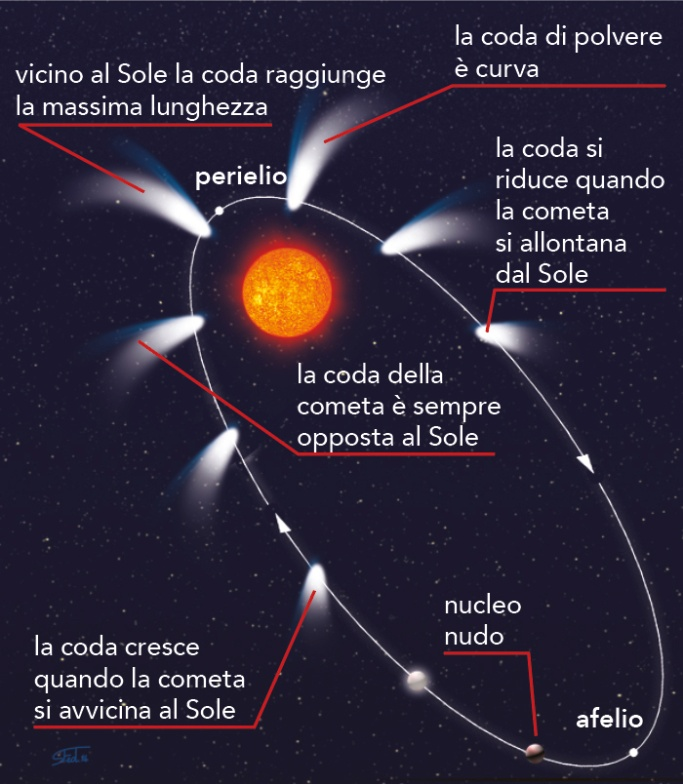 la coda di polvere
è curva
vicino al Sole la coda raggiunge
la massima lunghezza
perielio
la coda si
riduce quando
la cometa
si allontana
dal Sole
la coda della
cometa è sempre
opposta al Sole
nucleo
nudo
la coda cresce
quando la cometa
si avvicina al Sole
afelio